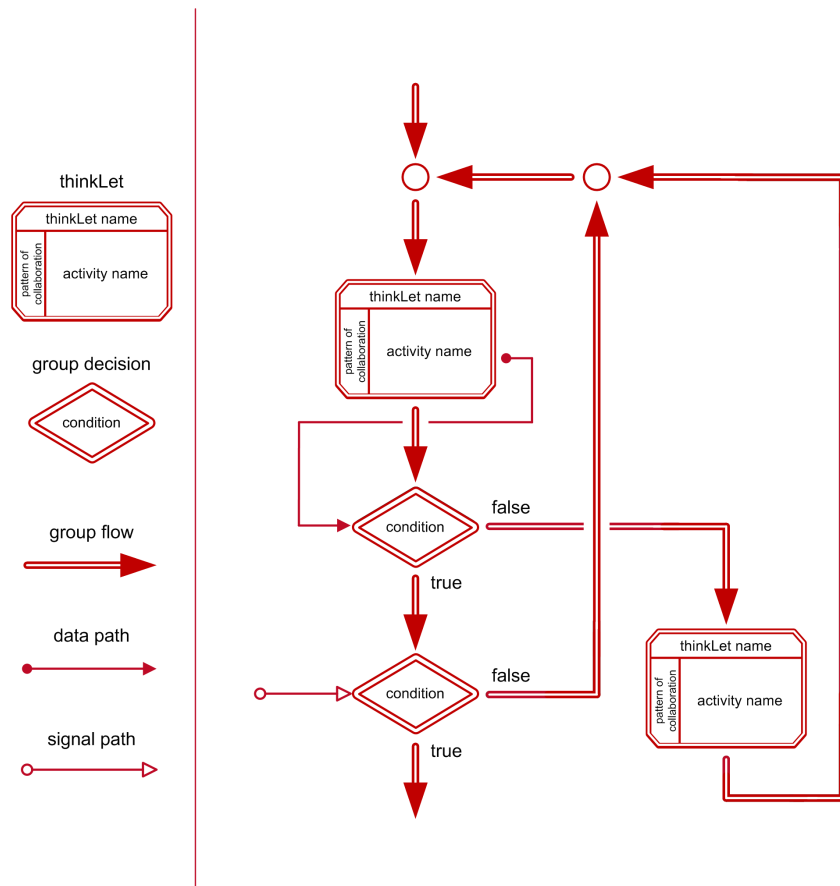 thinkLet
thinkLet name
pattern of
collaboration
activity name
group decision
condition
group flow
data path
signal path
thinkLet name
pattern of
collaboration
activity name
condition
false
true
condition
false
true
thinkLet name
pattern of
collaboration
activity name